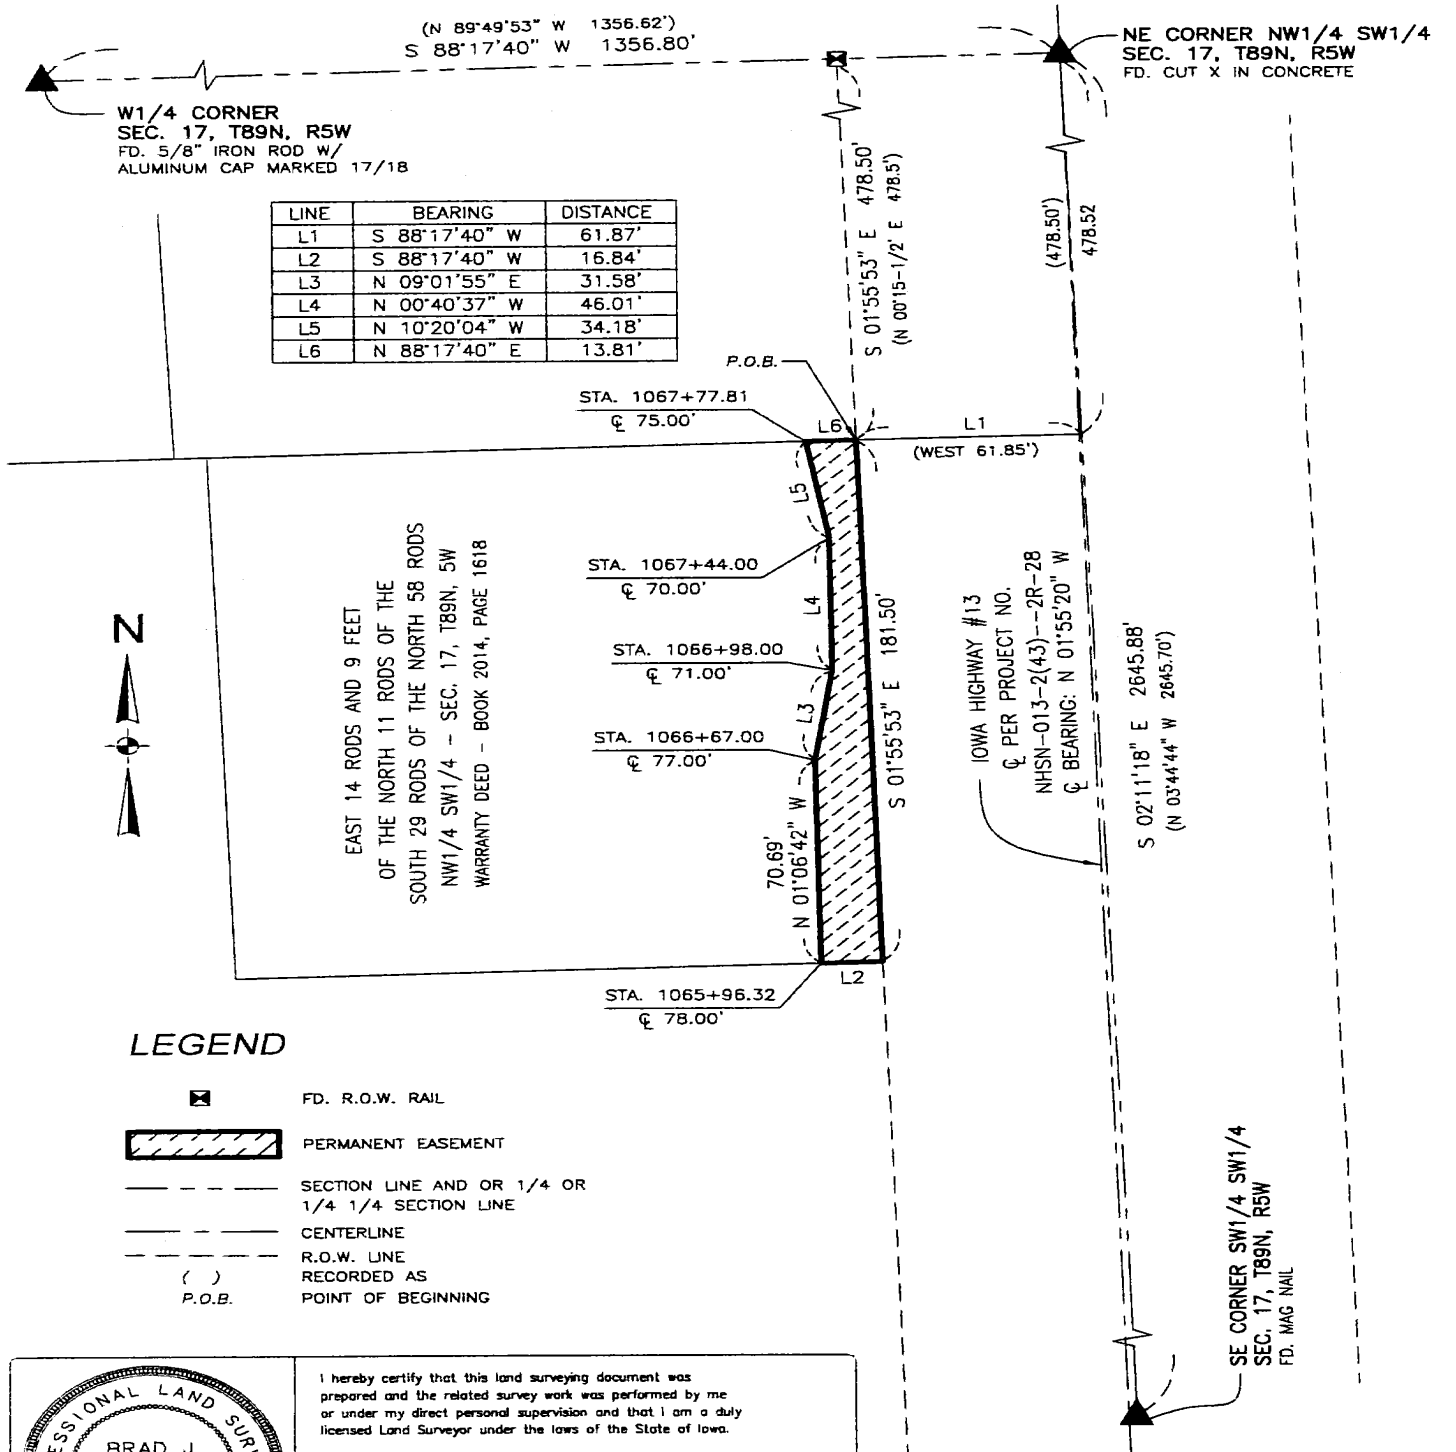 (N 89°49'53" W 1356.62')
S 88°17'40" W 1356.80'
NE CORNER NW1/4 SW1/4
SEC. 17, T89N, R5W
FD. CUT X IN CONCRETE
W1/4 CORNER
SEC. 17, T89N, R5W
FD. 5/8" IRON ROD W/
ALUMINUM CAP MARKED 17/18
LINE BEARING DISTANCE
L1 S 88°17'40" W 61.87'
L2 S 88°17'40" W 16.84'
L3 N 09°01'55" E 31.58'
L4 N 00°40'37" W 46.01'
L5 N 10°20'04" W 34.18'
L6 N 88°17'40" E 13.81'
S 01°55'53" E 478.50'
(N 00°15-1/2' E 478.5')
(478.50')
478.52
P.O.B.
STA. 1067+77.81
℄ 75.00'
L6
L1
(WEST 61.85')
L5
STA. 1067+44.00
℄ 70.00'
L4
STA. 1066+98.00
℄ 71.00'
L3
STA. 1066+67.00
℄ 77.00'
S 01°55'53" E 181.50'
70.69'
N 01°06'42" W
L2
STA. 1065+96.32
℄ 78.00'
N
EAST 14 RODS AND 9 FEET
OF THE NORTH 11 RODS OF THE
SOUTH 29 RODS OF THE NORTH 58 RODS
NW1/4 SW1/4 - SEC. 17, T89N, 5W
WARRANTY DEED - BOOK 2014, PAGE 1618
IOWA HIGHWAY #13
℄ PER PROJECT NO.
NHSN-013-2(43)--2R-28
℄ BEARING: N 01°55'20" W
S 02°11'18" E 2645.88'
(N 03°44'44" W 2645.70')
SE CORNER SW1/4 SW1/4
SEC. 17, T89N, R5W
FD. MAG NAIL
LEGEND
FD. R.O.W. RAIL
PERMANENT EASEMENT
SECTION LINE AND OR 1/4 OR
1/4 1/4 SECTION LINE
CENTERLINE
R.O.W. LINE
( ) RECORDED AS
P.O.B. POINT OF BEGINNING
ESSIONAL LAND SURV
BRAD J.
I hereby certify that this land surveying document was
prepared and the related survey work was performed by me
or under my direct personal supervision and that I am a duly
licensed Land Surveyor under the laws of the State of Iowa.